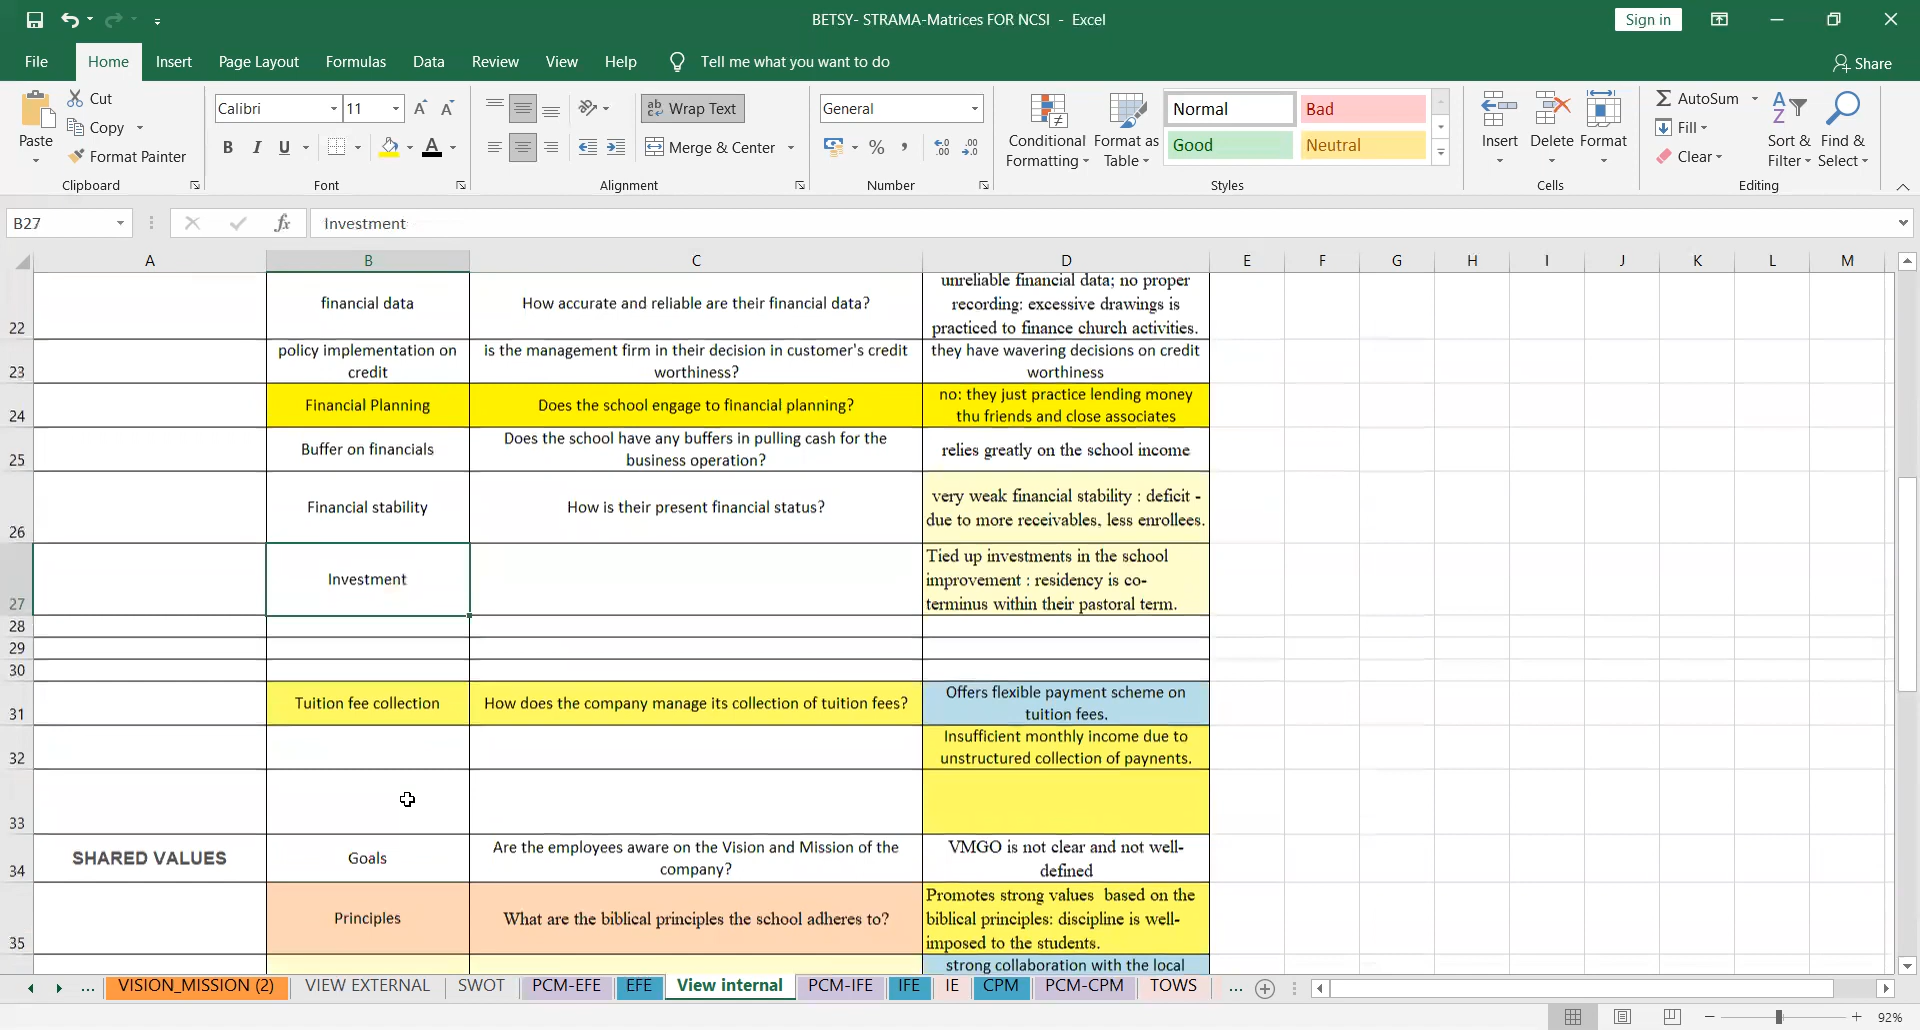 BETSY- STRAMA-Matrices FOR NCSI - Excel
Sign in
File Home Insert Page Layout Formulas Data Review View Help Tell me what you want to do Share
Paste
Cut
Copy
Format Painter
Clipboard
Calibri 11
B I U
Font
Wrap Text
Merge & Center
Alignment
General
Number
Conditional Formatting
Format as Table
Normal Bad
Good Neutral
Styles
Insert Delete Format
Cells
AutoSum
Fill
Clear
Sort & Filter
Find & Select
Editing
B27 fx Investment
A B C D E F G H I J K L M
22 financial data How accurate and reliable are their financial data? unreliable financial data; no proper
recording: excessive drawings is
practiced to finance church activities.
23 policy implementation on
credit
is the management firm in their decision in customer's credit
worthiness?
they have wavering decisions on credit
worthiness
24 Financial Planning Does the school engage to financial planning? no: they just practice lending money
thu friends and close associates
25 Buffer on financials Does the school have any buffers in pulling cash for the
business operation?
relies greatly on the school income
26 Financial stability How is their present financial status? very weak financial stability : deficit -
due to more receivables, less enrollees.
27 Investment Tied up investments in the school
improvement : residency is co-
terminus within their pastoral term.
28
29
30
31 Tuition fee collection How does the company manage its collection of tuition fees? Offers flexible payment scheme on
tuition fees.
32 Insufficient monthly income due to
unstructured collection of paynents.
33
34 SHARED VALUES Goals Are the employees aware on the Vision and Mission of the
company?
VMGO is not clear and not well-
defined
35 Principles What are the biblical principles the school adheres to? Promotes strong values based on the
biblical principles: discipline is well-
imposed to the students.
strong collaboration with the local
... VISION_MISSION (2) VIEW EXTERNAL SWOT PCM-EFE EFE View internal PCM-IFE IFE IE CPM PCM-CPM TOWS ...
92%